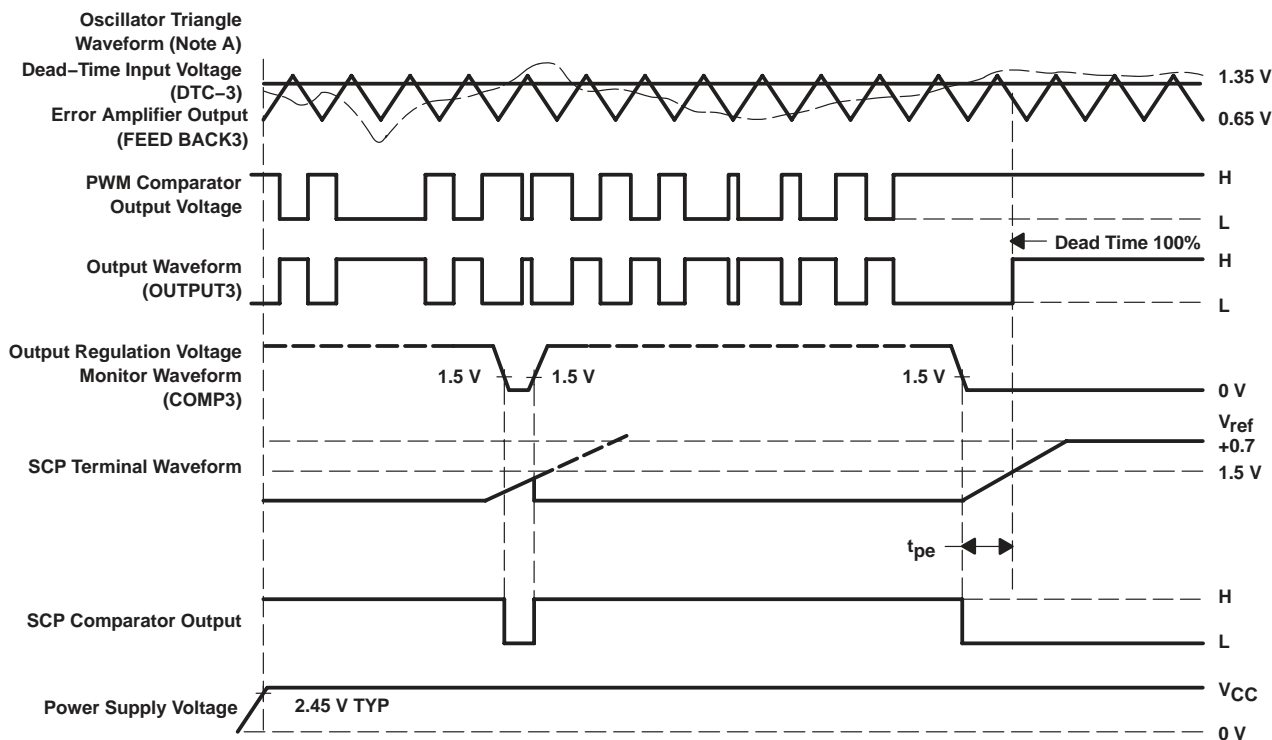 Oscillator Triangle
Waveform (Note A)
Dead−Time Input Voltage
(DTC−3)
1.35 V
Error Amplifier Output
(FEED BACK3)
0.65 V
PWM Comparator
Output Voltage
H
L
Dead Time 100%
Output Waveform
(OUTPUT3)
H
L
Output Regulation Voltage
Monitor Waveform
(COMP3)
1.5 V
1.5 V
1.5 V
0 V
Vref
+0.7
SCP Terminal Waveform
1.5 V
tpe
SCP Comparator Output
H
L
Power Supply Voltage
2.45 V TYP
VCC
0 V